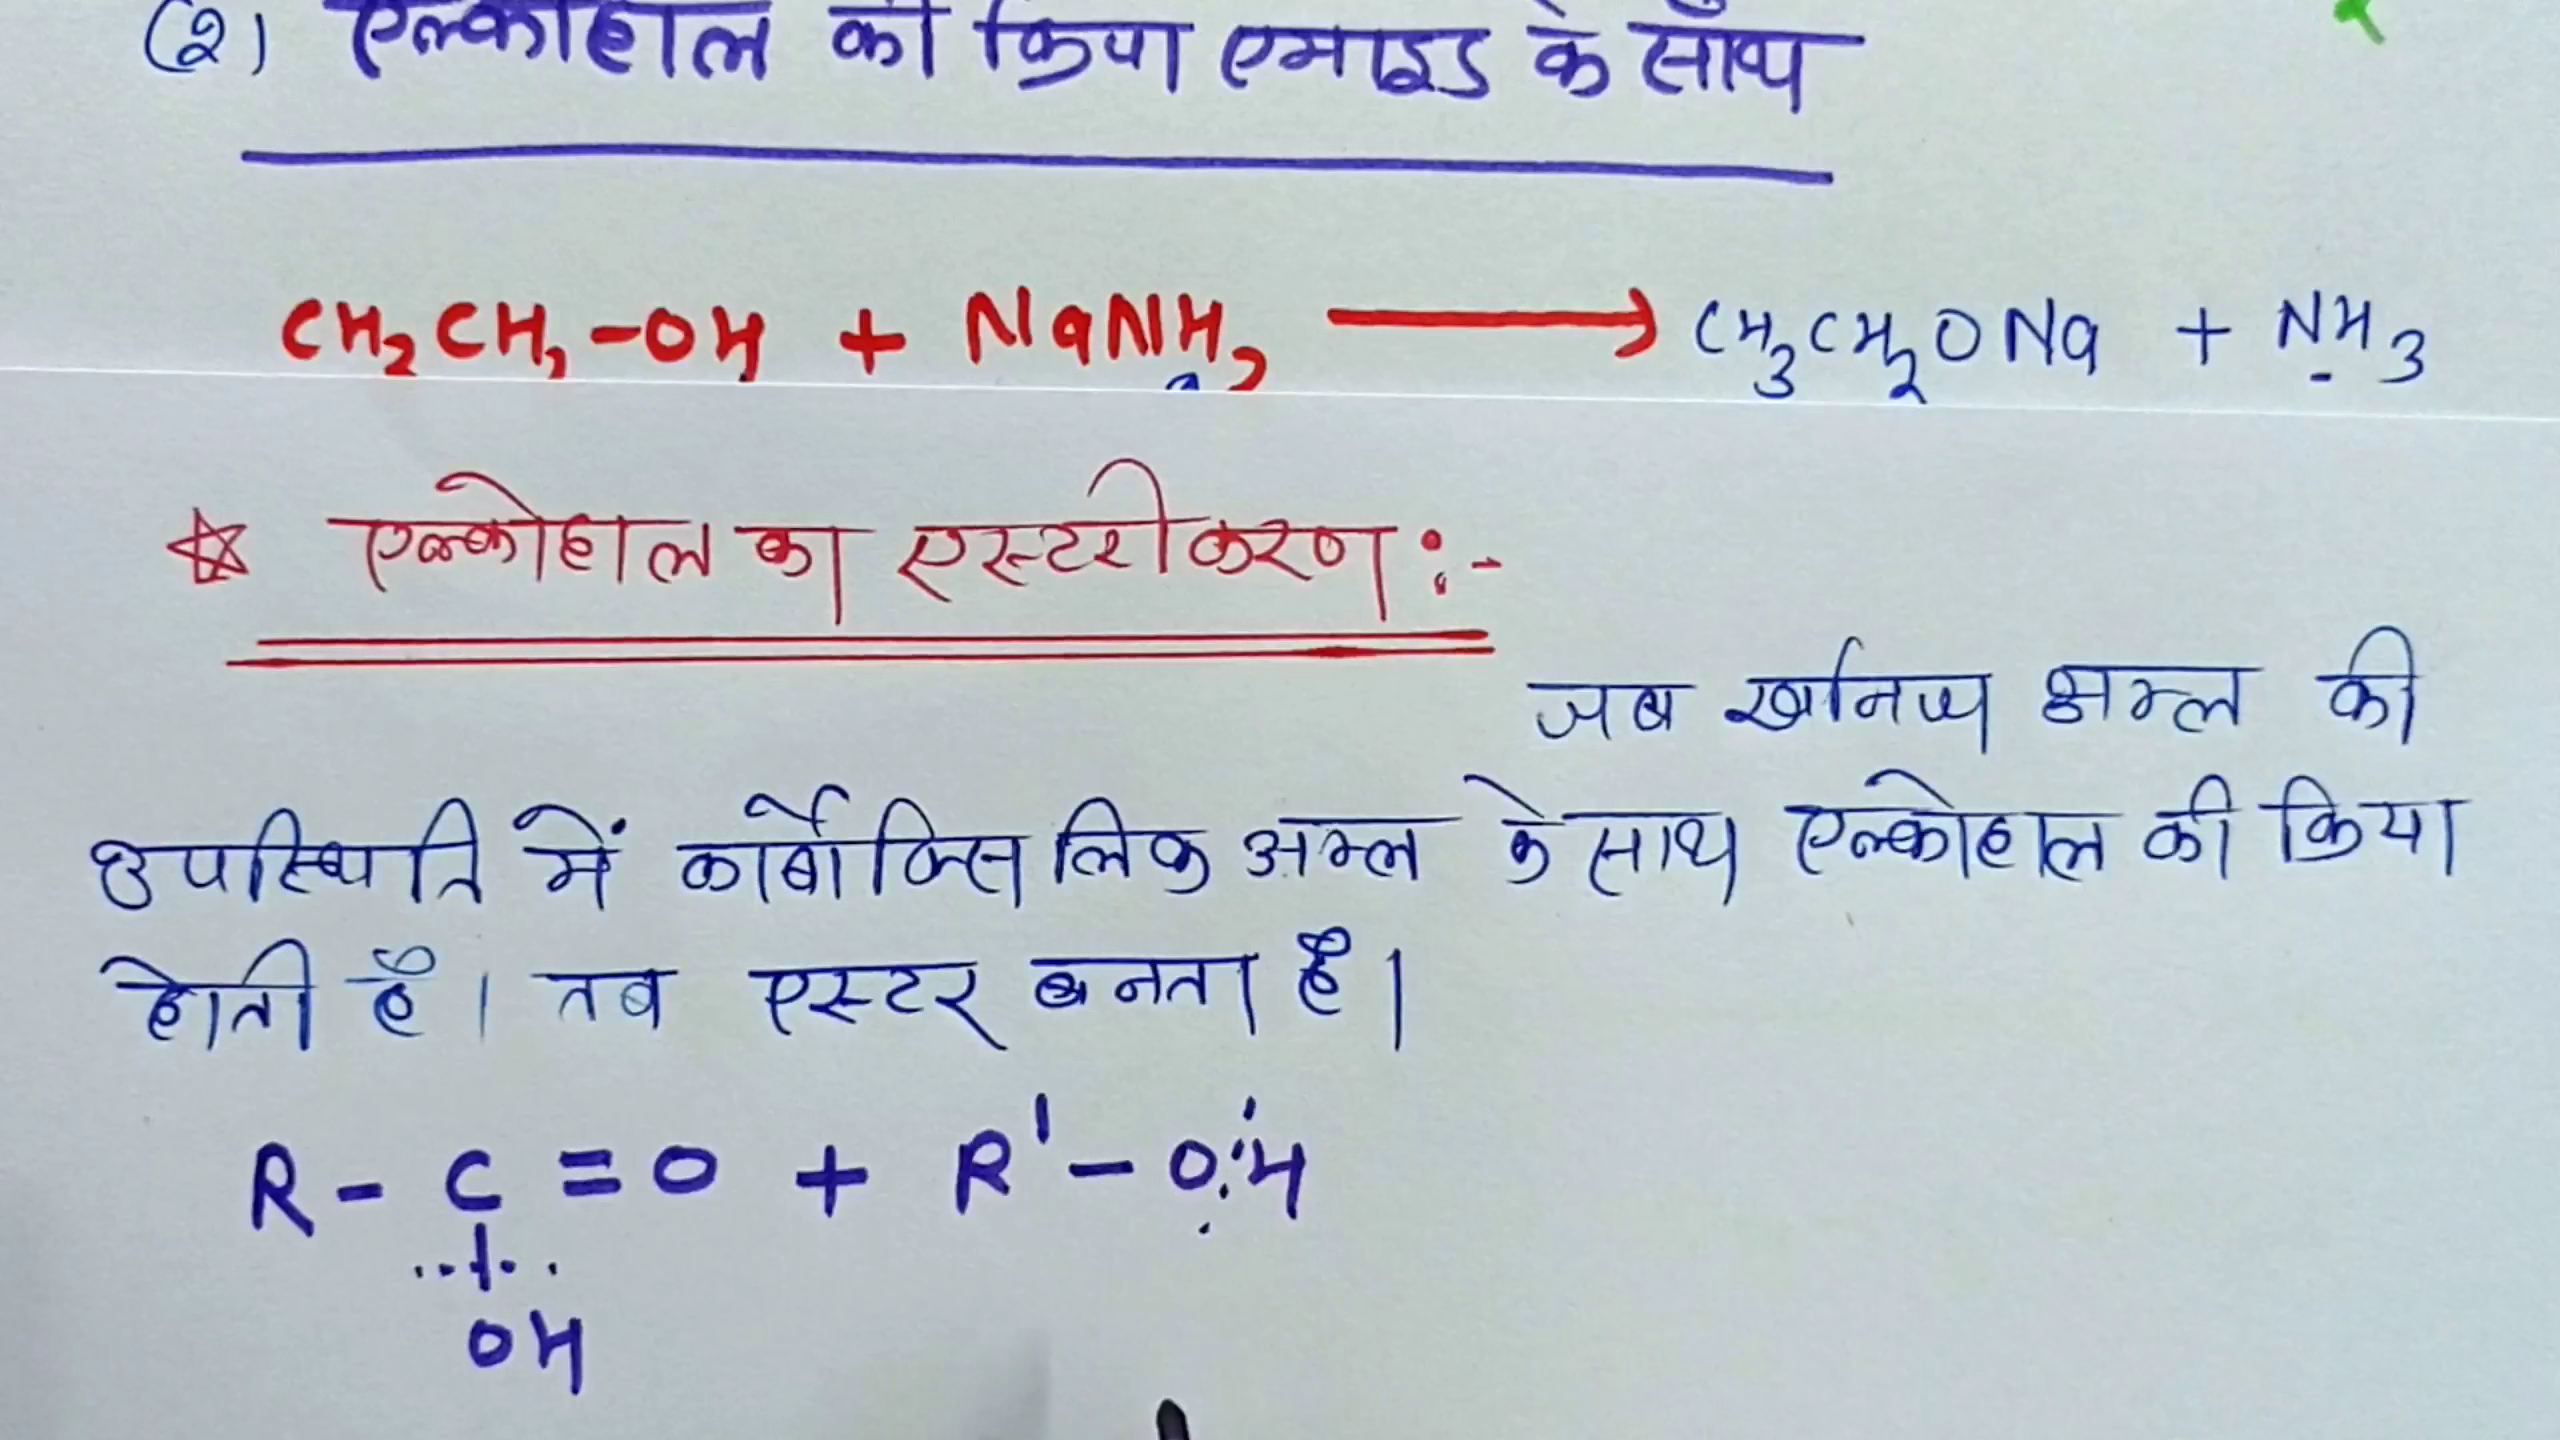 (2) एल्कोहाल की क्रिया एमाइड के साथ
CH₂CH₂-OH + NaNH₂ ⟶ CH₃CH₂ONa + NH₃
☆ एल्कोहाल का एस्टरीकरण :-
जब खनिज अम्ल की
उपस्थिति में कार्बोक्सिलिक अम्ल के साथ एल्कोहाल की क्रिया
होती है। तब एस्टर बनता है।
R - C = O + R' - OH
OH